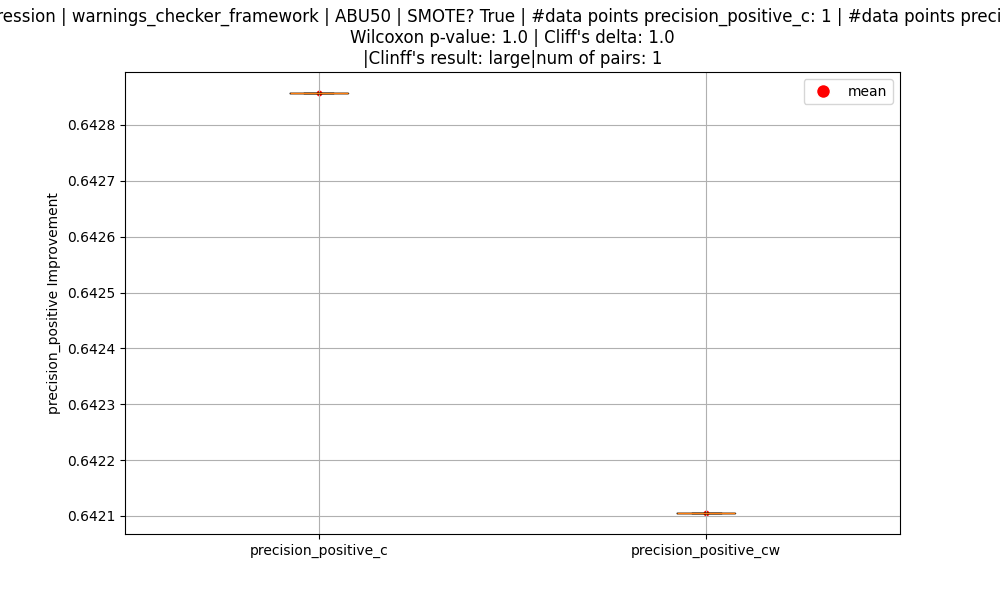 | warnings_checker_framework | ABU50 | SMOTE? True | #data points precision_positive_c: 1 | #data points
Wilcoxon p-value: 1.0 | Cliff's delta: 1.0
|Clinff's result: large|num of pairs: 1
mean
precision_positive Improvement
0.6428
0.6427
0.6426
0.6425
0.6424
0.6423
0.6422
0.6421
precision_positive_c
precision_positive_cw